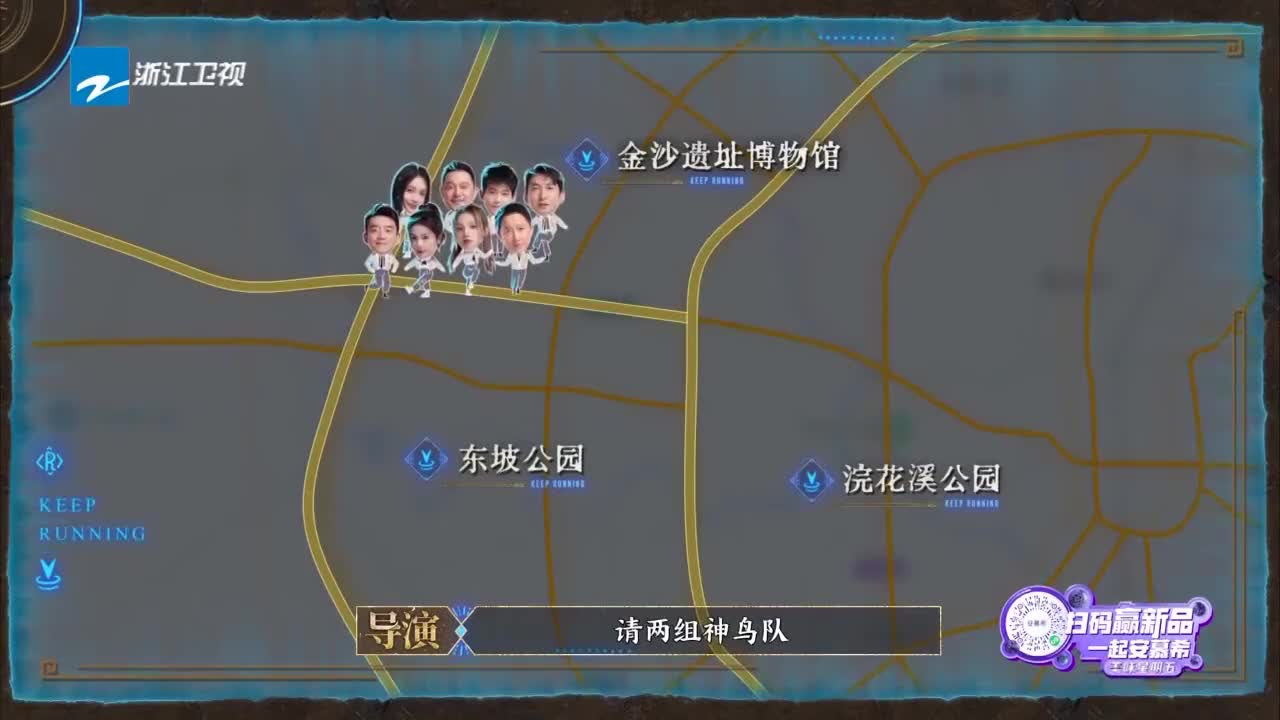 浙江卫视
金沙遗址博物馆
KEEP RUNNING
东坡公园
KEEP RUNNING
浣花溪公园
KEEP RUNNING
R
KEEP
RUNNING
导演
请两组神鸟队
扫码赢新品
一起安慕希